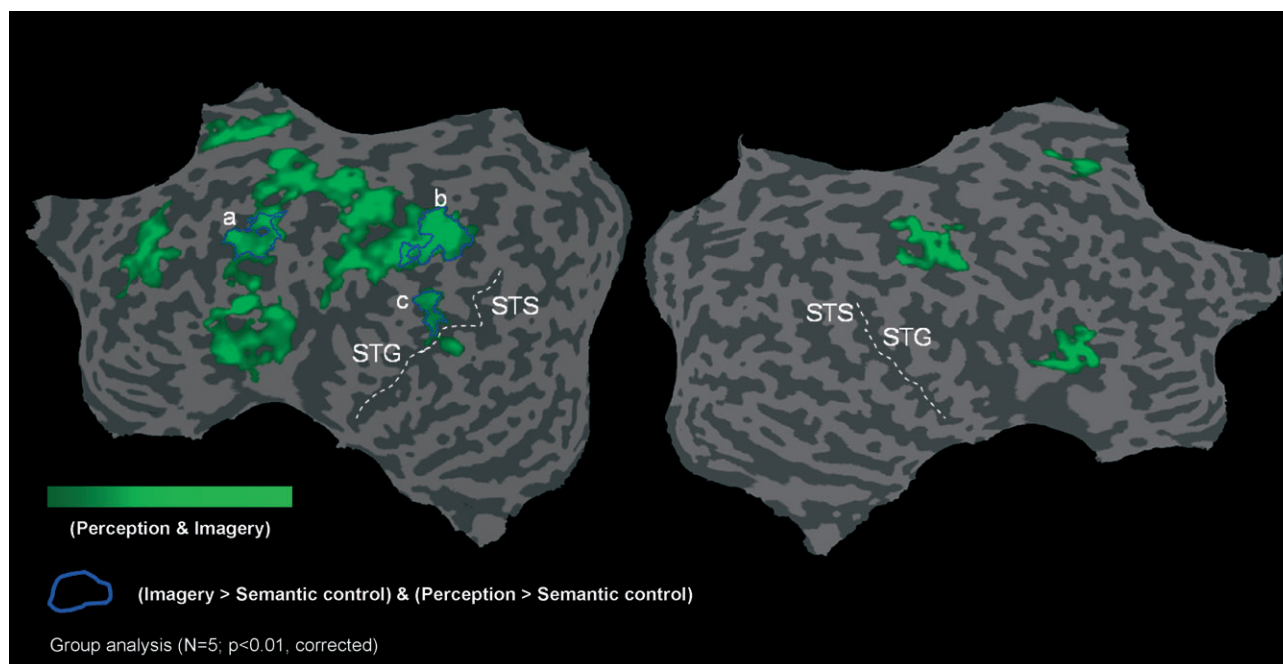 a
b
c
STS
STG
STS
STG
(Perception & Imagery)
(Imagery > Semantic control) & (Perception > Semantic control)
Group analysis (N=5; p<0.01, corrected)